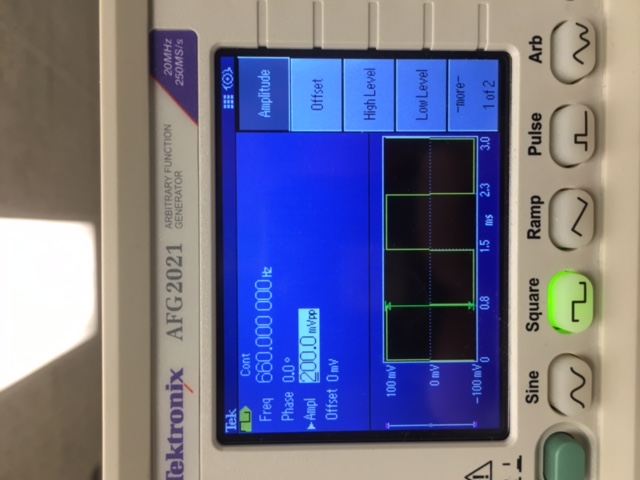 Tektronix AFG2021 ARBITRARY FUNCTION GENERATOR 20MHz 250MS/s
Tek
Cont
Freq 660.000 000 Hz
Phase 0.0°
Ampl 200.0 mVpp
Offset 0 mV
Amplitude
Offset
High Level
Low Level
-more-
1 of 2
100 mV
0 mV
-100 mV
0 0.8 1.5 ms 2.3 3.0
Sine Square Ramp Pulse Arb